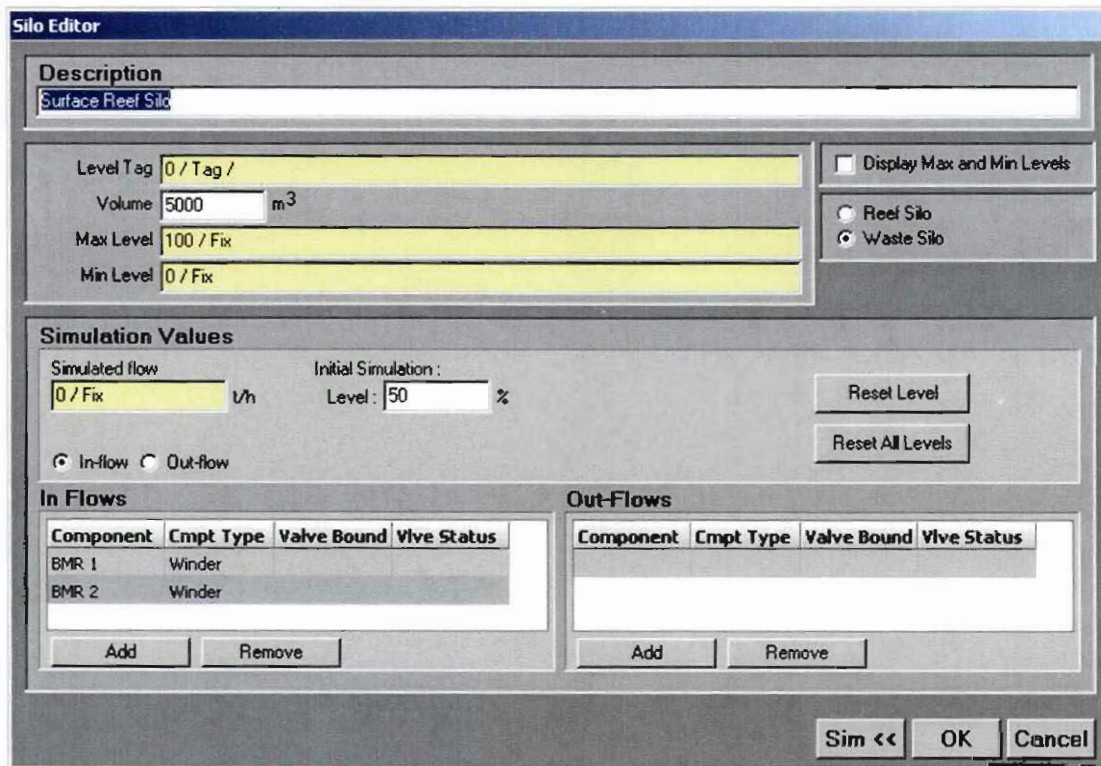 Silo Editor
Description
Surface Reef Silo
Level Tag 0 / Tag /
Volume 5000 m3
Max Level 100 / Fix
Min Level 0 / Fix
Display Max and Min Levels
Reef Silo
Waste Silo
Simulation Values
Simulated flow
0 / Fix t/h
Initial Simulation :
Level : 50 %
Reset Level
Reset All Levels
In-flow Out-flow
In Flows
Component Cmpt Type Valve Bound Vlve Status
BMR 1 Winder
BMR 2 Winder
Add Remove
Out-Flows
Component Cmpt Type Valve Bound Vlve Status
Add Remove
Sim << OK Cancel